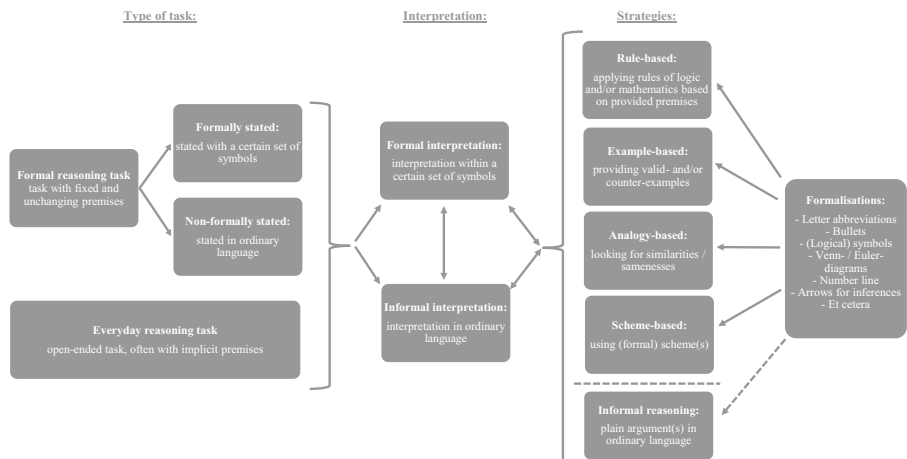 Type of task:
Interpretation:
Strategies:
Formal reasoning task
task with fixed and
unchanging premises
Formally stated:
stated with a certain set of
symbols
Non-formally stated:
stated in ordinary
language
Everyday reasoning task
open-ended task, often with implicit premises
Formal interpretation:
interpretation within a
certain set of symbols
Informal interpretation:
interpretation in ordinary
language
Rule-based:
applying rules of logic
and/or mathematics based
on provided premises
Example-based:
providing valid- and/or
counter-examples
Analogy-based:
looking for similarities /
samenesses
Scheme-based:
using (formal) scheme(s)
Informal reasoning:
plain argument(s) in
ordinary language
Formalisations:
- Letter abbreviations
- Bullets
- (Logical) symbols
- Venn- / Euler-
diagrams
- Number line
- Arrows for inferences
- Et cetera